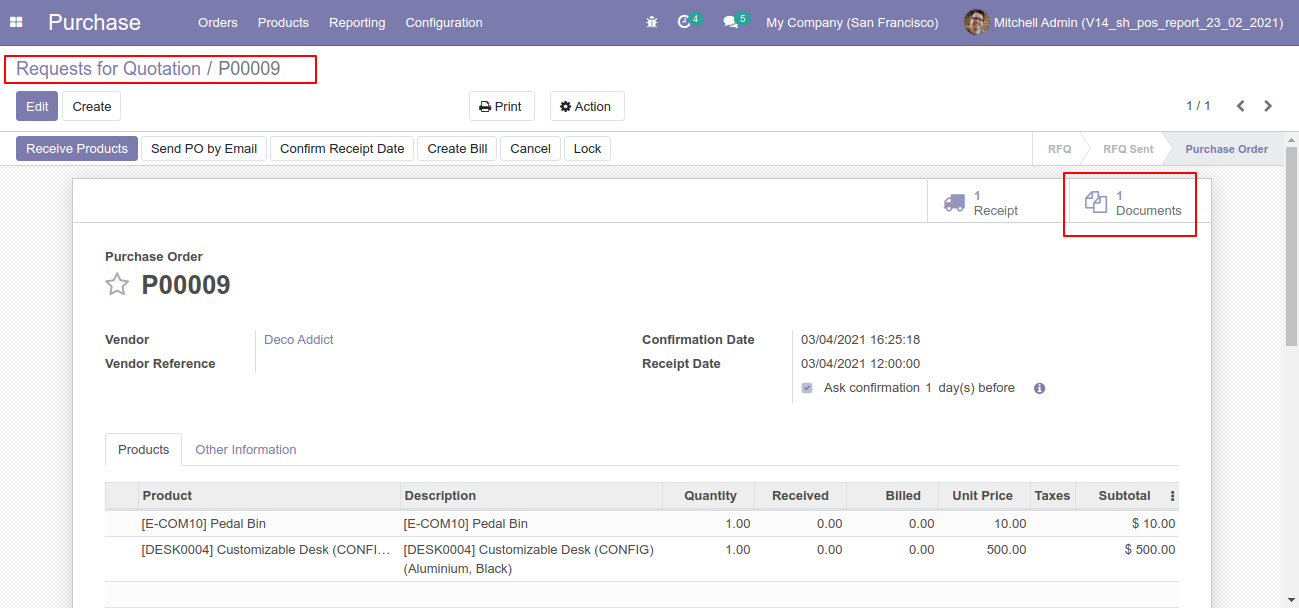 Purchase Orders Products Reporting Configuration 4 5 My Company (San Francisco) Mitchell Admin (V14_sh_pos_report_23_02_2021)
Requests for Quotation / P00009
Edit Create Print Action 1 / 1
Receive Products Send PO by Email Confirm Receipt Date Create Bill Cancel Lock RFQ RFQ Sent Purchase Order
1 Receipt
1 Documents
Purchase Order
P00009
Vendor Deco Addict
Vendor Reference
Confirmation Date 03/04/2021 16:25:18
Receipt Date 03/04/2021 12:00:00
Ask confirmation 1 day(s) before
Products Other Information
Product Description Quantity Received Billed Unit Price Taxes Subtotal
[E-COM10] Pedal Bin [E-COM10] Pedal Bin 1.00 0.00 0.00 10.00 $ 10.00
[DESK0004] Customizable Desk (CONFI... [DESK0004] Customizable Desk (CONFIG) 1.00 0.00 0.00 500.00 $ 500.00
(Aluminium, Black)